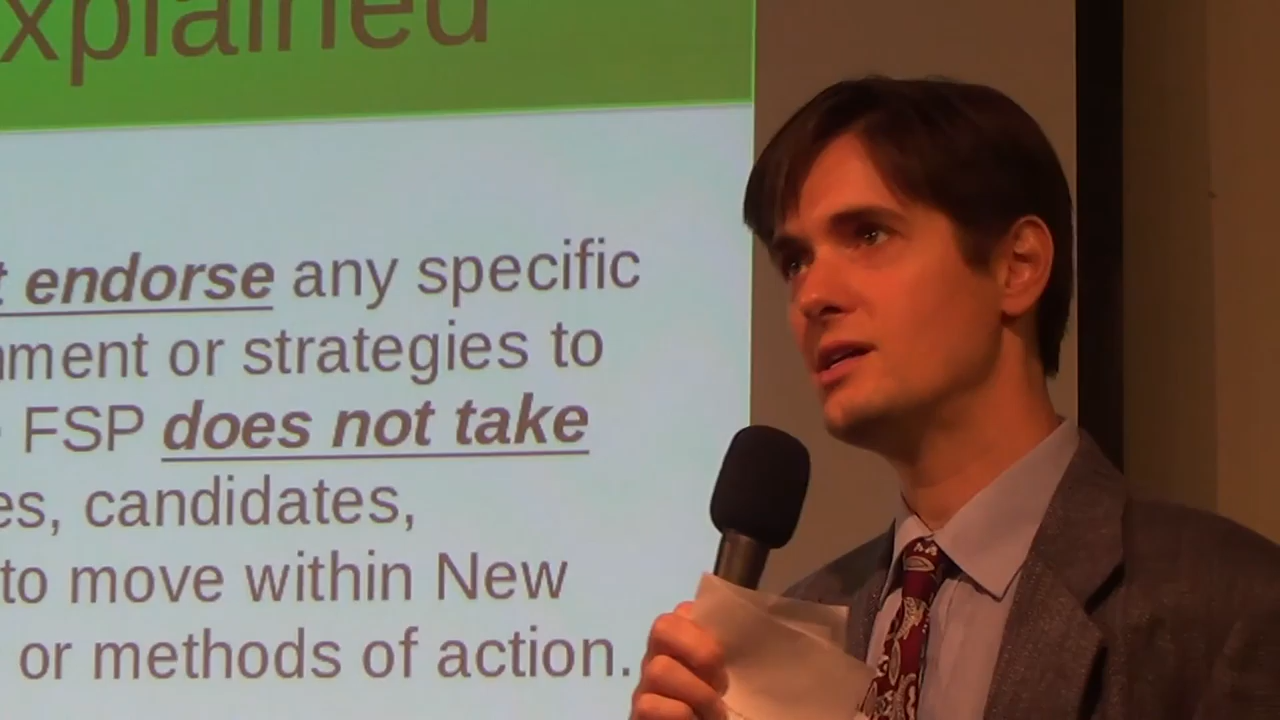 xplained
t endorse any specific
nment or strategies to
FSP does not take
es, candidates,
to move within New
or methods of action.